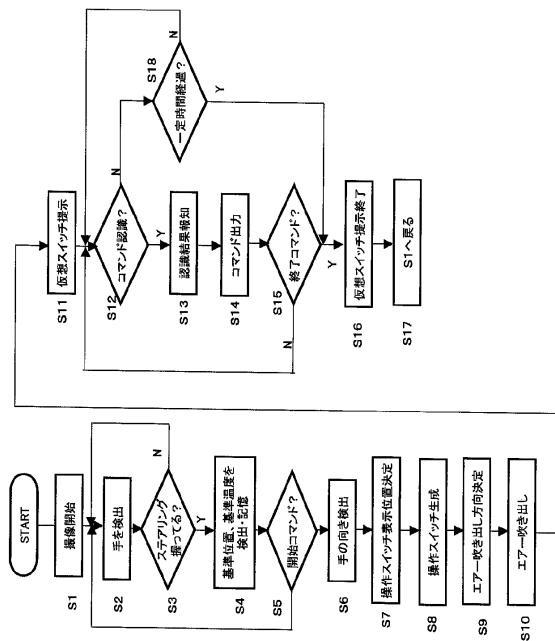 START
S1
撮像開始
S2
手を検出
S3
ステアリング
握ってる?
N
Y
S4
基準位置、基準温度を
検出・記憶
S5
開始コマンド?
S6
手の向き検出
S7
操作スイッチ表示位置決定
S8
操作スイッチ生成
S9
エアー吹き出し方向決定
S10
エアー吹き出し
S11
仮想スイッチ提示
S12
コマンド認識?
N
Y
S18
一定時間経過?
N
Y
S13
認識結果報知
S14
コマンド出力
S15
終了コマンド?
N
Y
S16
仮想スイッチ提示終了
S17
S1へ戻る